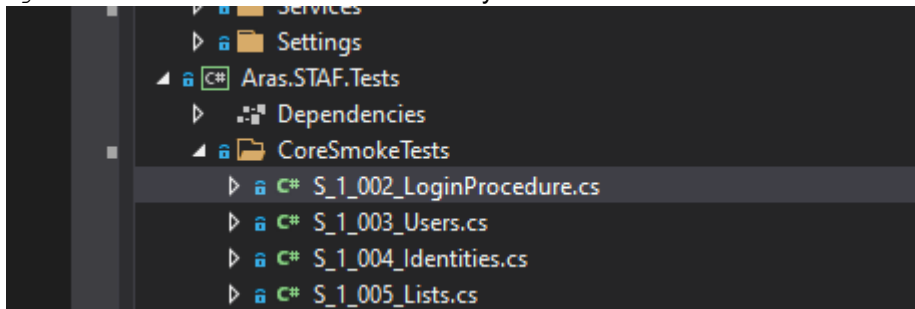 Services
Settings
C# Aras.STAF.Tests
Dependencies
CoreSmokeTests
C# S_1_002_LoginProcedure.cs
C# S_1_003_Users.cs
C# S_1_004_Identities.cs
C# S_1_005_Lists.cs